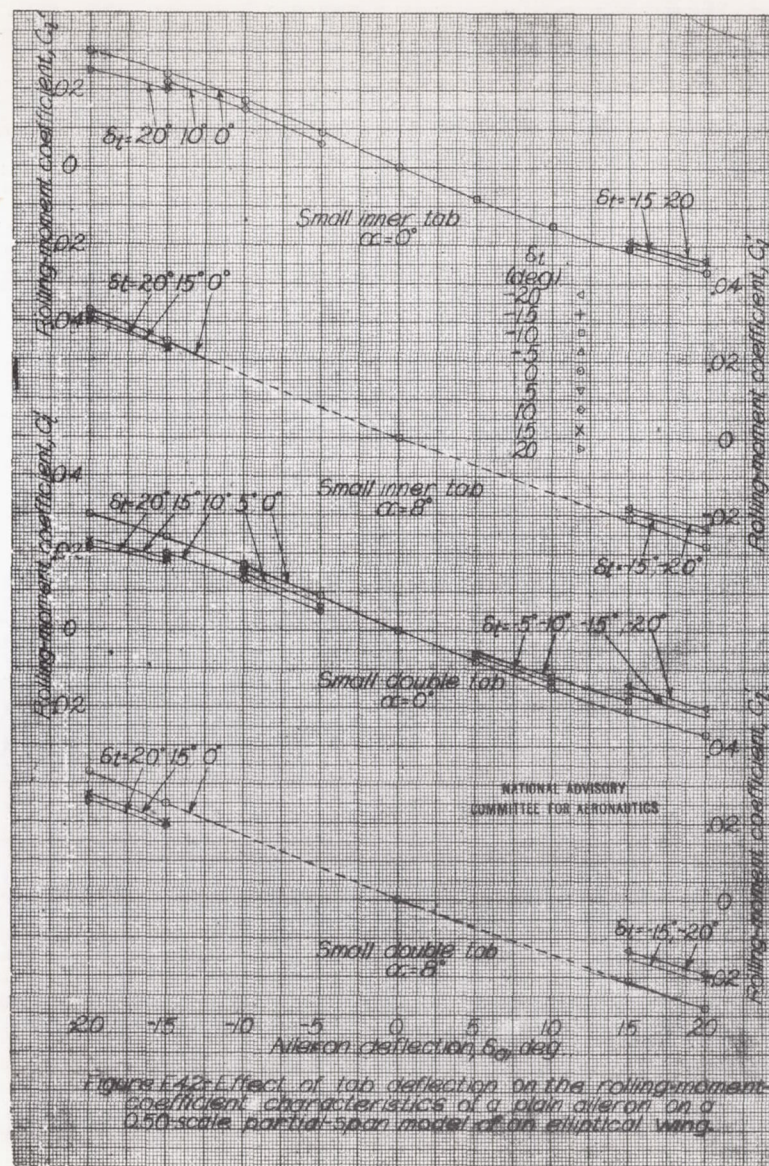 Rolling-moment coefficient, Cl'
.02
δt=20° 10° 0°
0
Small inner tab
α=0°
δt=-15 -20
.02
.04
δt=20° 15° 0°
δt
(deg)
-20 ◁
-15 +
-10 □
-5 △
0 ⊙
5 ▽
10 ◇
15 x
20 ▷
Rolling-moment coefficient, Cl'
.04
.02
0
Small inner tab
α=8°
.02
δt=-15°, -20°
Rolling-moment coefficient, Cl'
.04
.02
δt=20° 15° 10° 5° 0°
0
δt=-5° -10°, -15°, -20°
Small double tab
α=0°
.02
.04
δt=20° 15° 0°
NATIONAL ADVISORY
COMMITTEE FOR AERONAUTICS
Rolling-moment coefficient, Cl'
.02
0
Small double tab
α=8°
δt=-15°, -20°
.02
-20 -15 -10 -5 0 5 10 15 20
Aileron deflection, δa, deg
Figure E42.-Effect of tab deflection on the rolling-moment-
coefficient characteristics of a plain aileron on a
0.50-scale partial-span model of an elliptical wing.